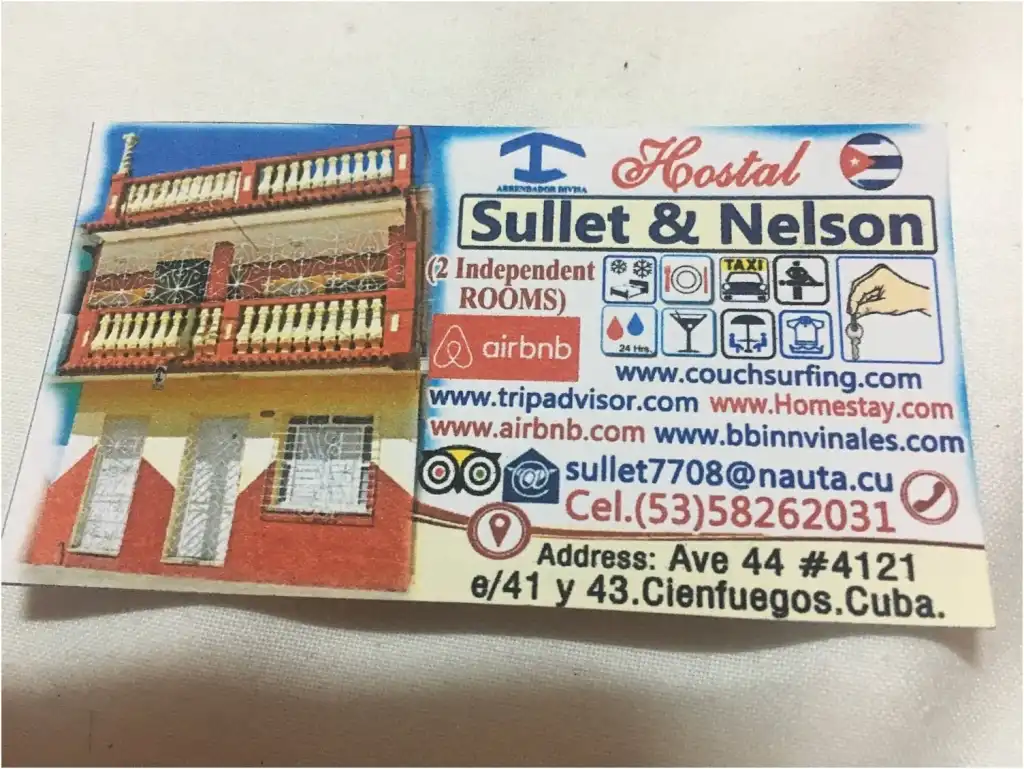 ARRENDADOR DIVISA
Hostal
Sullet & Nelson
(2 Independent
ROOMS)
TAXI
24 Hrs.
airbnb
www.couchsurfing.com
www.tripadvisor.com www.Homestay.com
www.airbnb.com www.bbinnvinales.com
sullet7708@nauta.cu
Cel.(53)58262031
Address: Ave 44 #4121
e/41 y 43.Cienfuegos.Cuba.